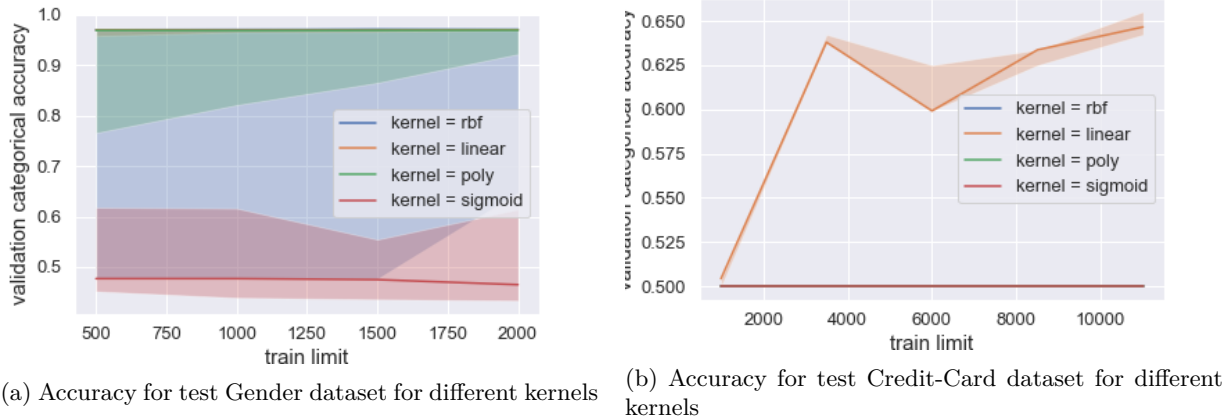 1.0
0.9
0.8
0.7
0.6
0.5
validation categorical accuracy
kernel = rbf
kernel = linear
kernel = poly
kernel = sigmoid
500 750 1000 1250 1500 1750 2000
train limit
(a) Accuracy for test Gender dataset for different kernels
0.650
0.625
0.600
0.575
0.550
0.525
0.500
validation categorical accuracy
kernel = rbf
kernel = linear
kernel = poly
kernel = sigmoid
2000 4000 6000 8000 10000
train limit
(b) Accuracy for test Credit-Card dataset for different
kernels